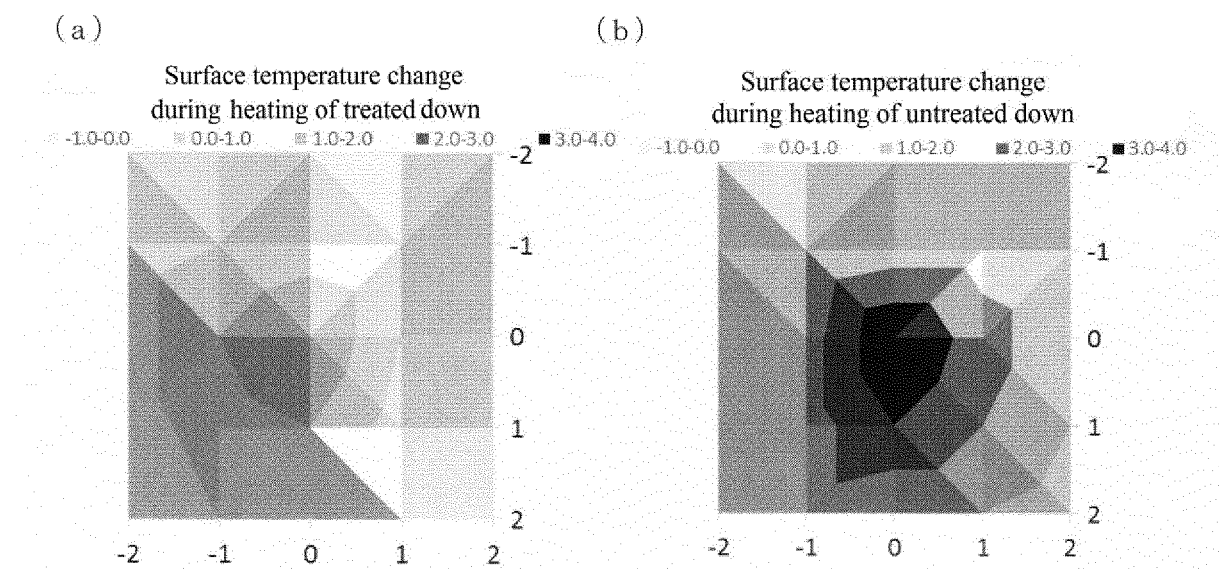 (a)
Surface temperature change
during heating of treated down
-1.0-0.0 0.0-1.0 1.0-2.0 2.0-3.0 3.0-4.0
-2
-1
0
1
2
-2 -1 0 1 2
(b)
Surface temperature change
during heating of untreated down
-1.0-0.0 0.0-1.0 1.0-2.0 2.0-3.0 3.0-4.0
-2
-1
0
1
2
-2 -1 0 1 2